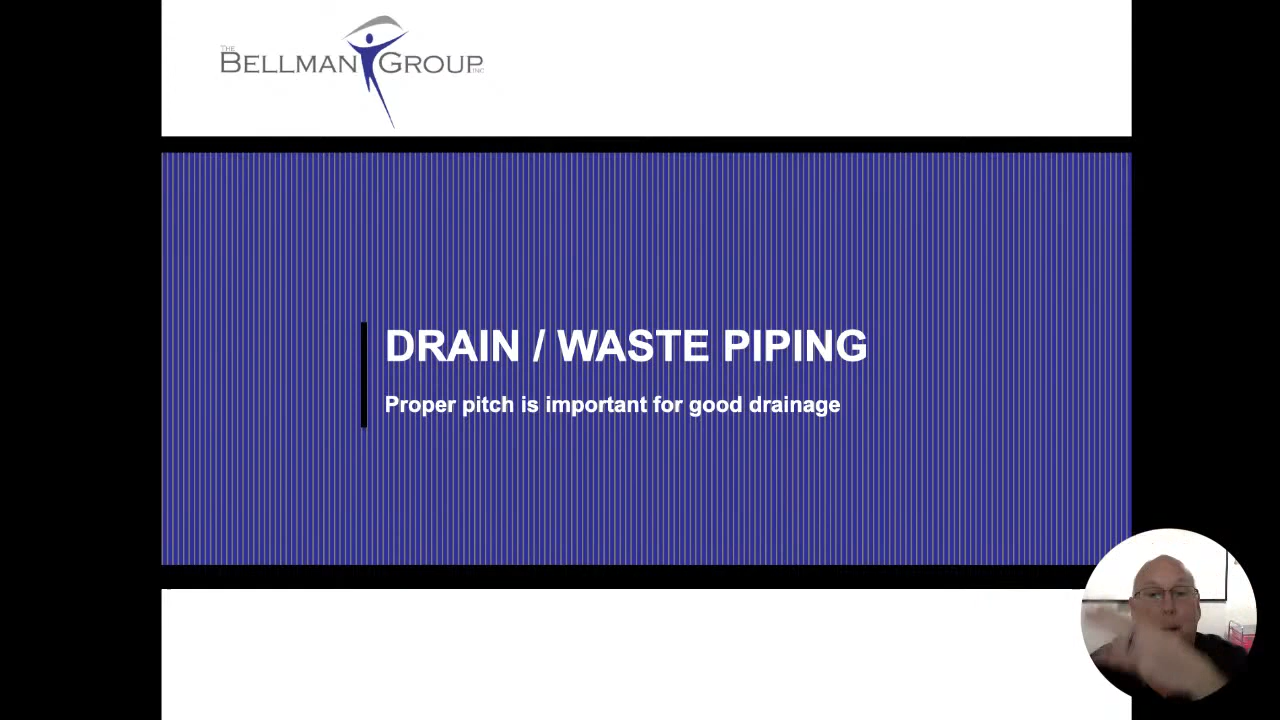 THE
BELLMAN GROUP INC
DRAIN / WASTE PIPING
Proper pitch is important for good drainage